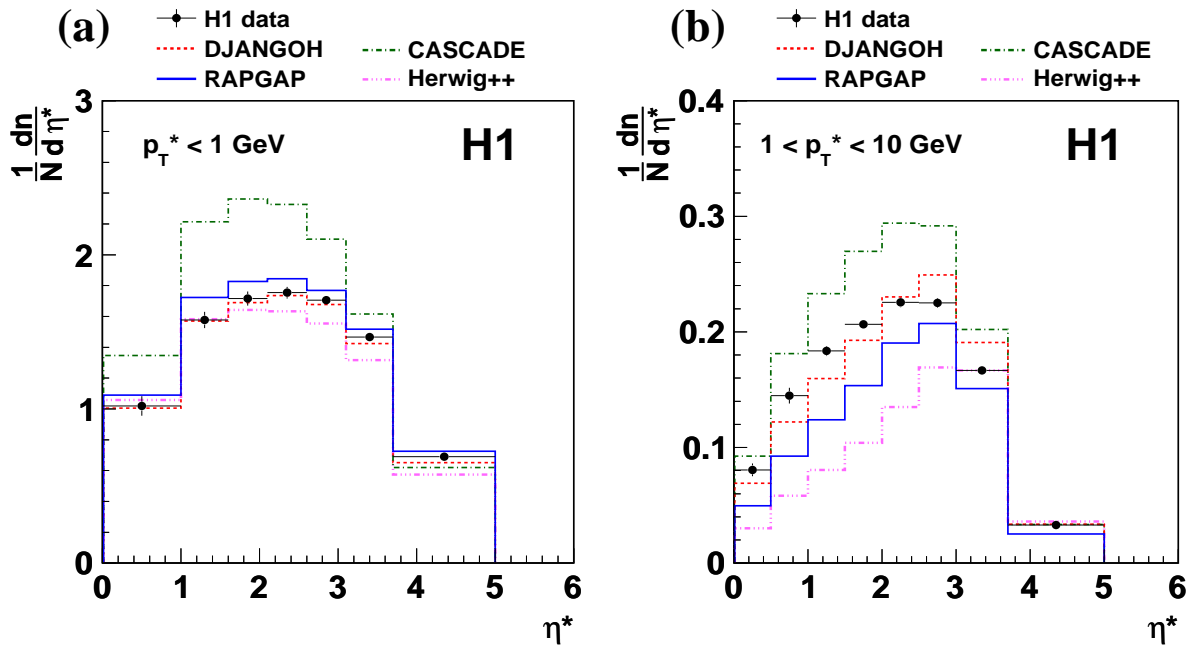 (a)
H1 data
DJANGOH
CASCADE
RAPGAP
Herwig++
1 dn
N d η*
p_T* < 1 GeV
H1
3
2
1
0
0 1 2 3 4 5 6
η*
(b)
H1 data
DJANGOH
CASCADE
RAPGAP
Herwig++
1 dn
N d η*
1 < p_T* < 10 GeV
H1
0.4
0.3
0.2
0.1
0
0 1 2 3 4 5 6
η*